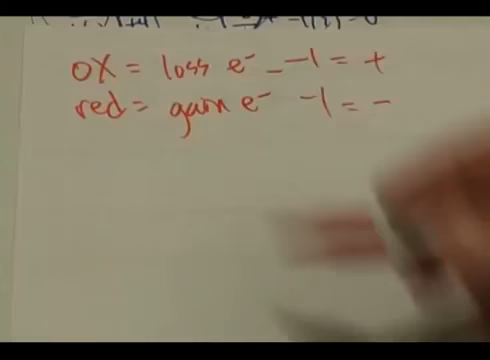 ox = loss e⁻ - -1 = +
red = gain e⁻ -1 = -